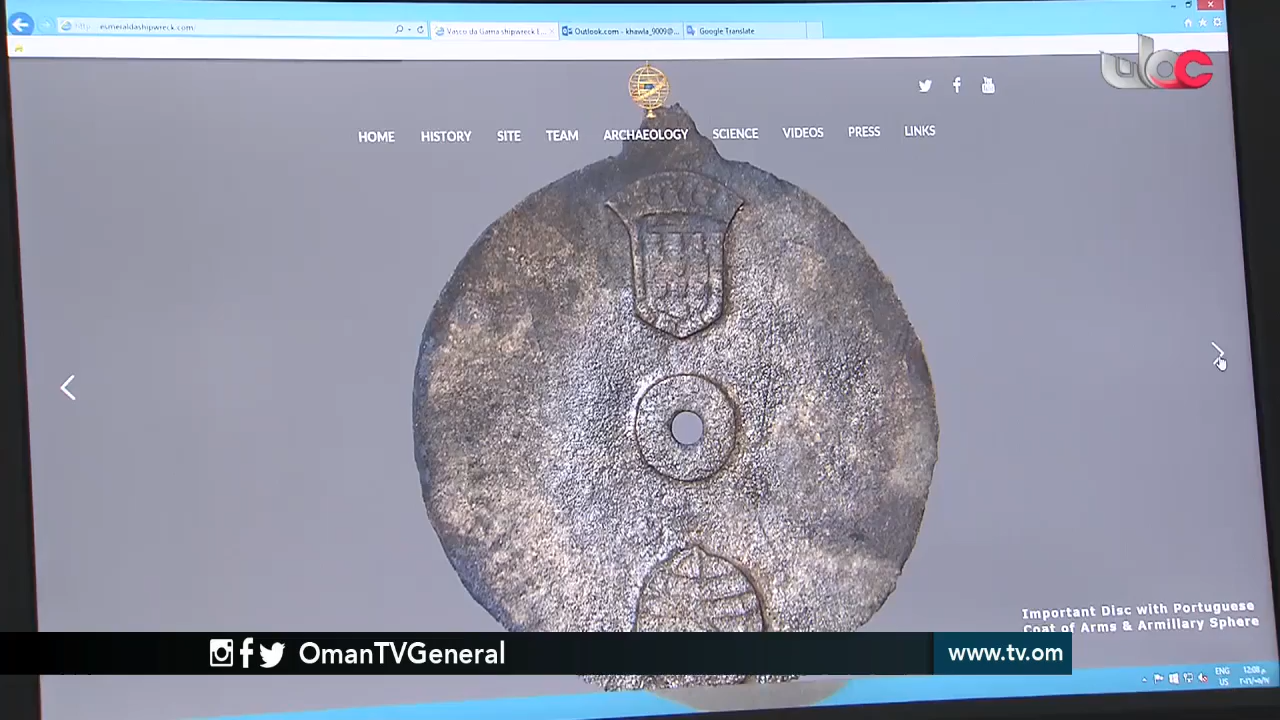 esmeraldashipwreck.com
Vasco da Gama shipwreck E...
Outlook.com - khawla_9009@...
Google Translate
HOME HISTORY SITE TEAM ARCHAEOLOGY SCIENCE VIDEOS PRESS LINKS
Important Disc with Portuguese
Coat of Arms & Armillary Sphere
OmanTVGeneral
www.tv.om
ENG
US